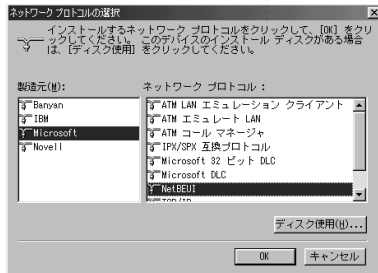 ネットワーク プロトコルの選択
インストールするネットワーク プロトコルをクリックして、[OK] をクリ
ックしてください。 このデバイスのインストール ディスクがある場合
は、[ディスク使用] をクリックしてください。
製造元(M):
ネットワーク プロトコル :
Banyan
IBM
Microsoft
Novell
ATM LAN エミュレーション クライアント
ATM エミュレート LAN
ATM コール マネージャ
IPX/SPX 互換プロトコル
Microsoft 32 ビット DLC
Microsoft DLC
NetBEUI
TCP/IP
ディスク使用(H)...
OK
キャンセル